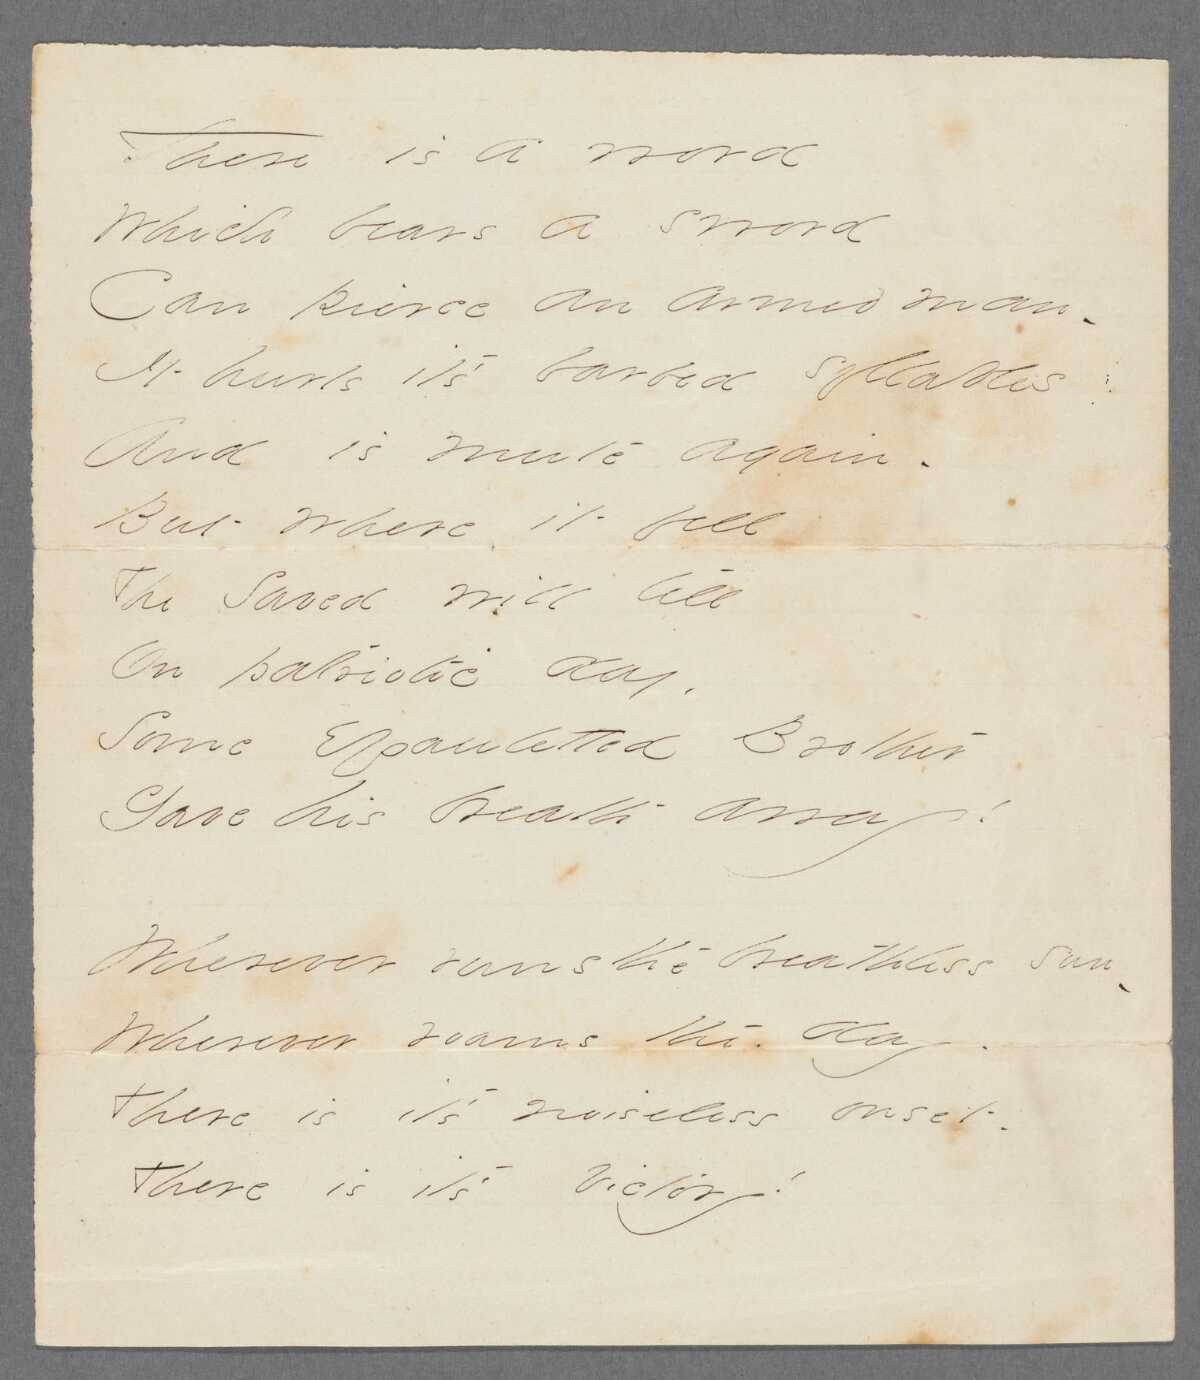 There is a word
Which bears a sword
Can pierce an armed man -
It hurls it's barbed syllables
And is mute again -
But where it fell
The Saved will tell
On patriotic day,
Some Epauletted Brother
Gave his breath away!
Wherever runs the breathless sun -
Wherever roams the day -
There is it's noiseless onset -
There is it's victory!